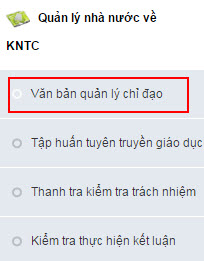 Quản lý nhà nước về
KNTC
Văn bản quản lý chỉ đạo
Tập huấn tuyên truyền giáo dục
Thanh tra kiểm tra trách nhiệm
Kiểm tra thực hiện kết luận